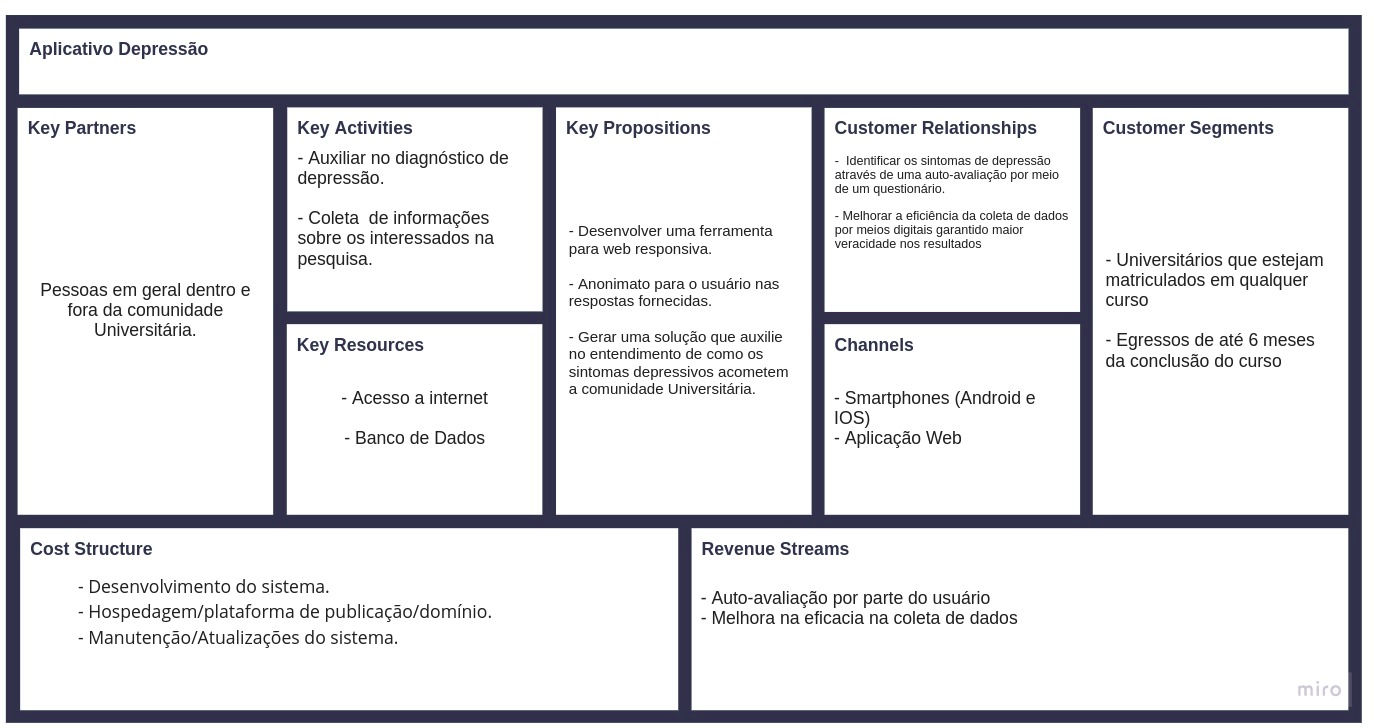 Aplicativo Depressão
Key Partners
Pessoas em geral dentro e
fora da comunidade
Universitária.
Key Activities
- Auxiliar no diagnóstico de
depressão.
- Coleta  de informações
sobre os interessados na
pesquisa.
Key Resources
- Acesso a internet
- Banco de Dados
Key Propositions
- Desenvolver uma ferramenta
para web responsiva.
- Anonimato para o usuário nas
respostas fornecidas.
- Gerar uma solução que auxilie
no entendimento de como os
sintomas depressivos acometem
a comunidade Universitária.
Customer Relationships
-  Identificar os sintomas de depressão
através de uma auto-avaliação por meio
de um questionário.
- Melhorar a eficiência da coleta de dados
por meios digitais garantido maior
veracidade nos resultados
Channels
- Smartphones (Android e
IOS)
- Aplicação Web
Customer Segments
- Universitários que estejam
matriculados em qualquer
curso
- Egressos de até 6 meses
da conclusão do curso
Cost Structure
- Desenvolvimento do sistema.
- Hospedagem/plataforma de publicação/domínio.
- Manutenção/Atualizações do sistema.
Revenue Streams
- Auto-avaliação por parte do usuário
- Melhora na eficacia na coleta de dados
miro